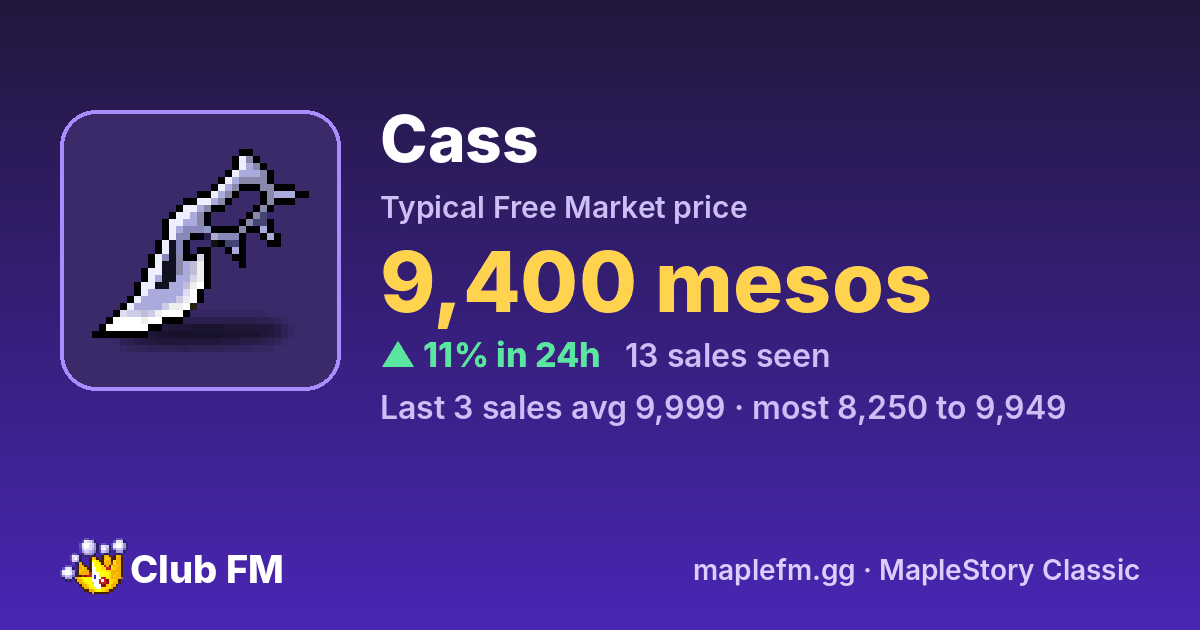 Cass
Typical Free Market price
9,400 mesos
▲ 11% in 24h 13 sales seen
Last 3 sales avg 9,999 · most 8,250 to 9,949
Club FM
maplefm.gg · MapleStory Classic